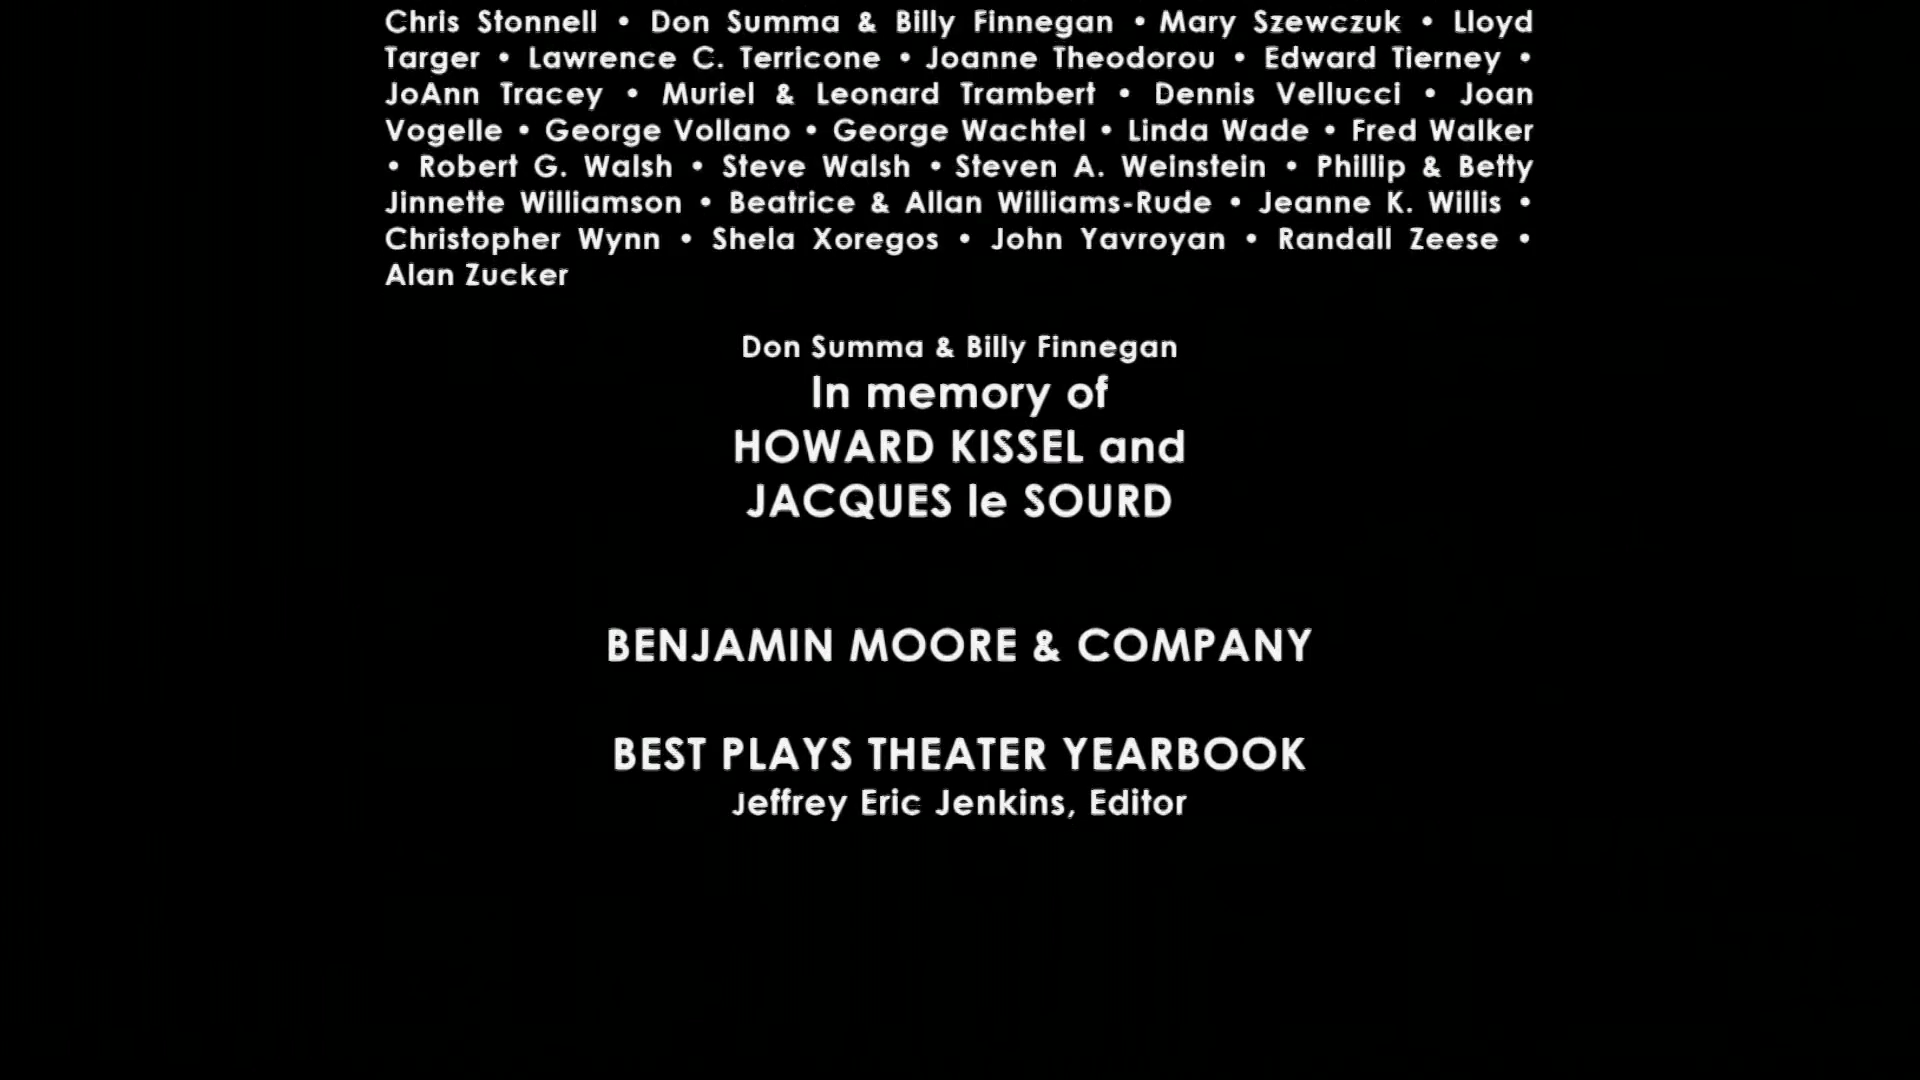 Chris Stonnell • Don Summa & Billy Finnegan • Mary Szewczuk • Lloyd
Targer • Lawrence C. Terricone • Joanne Theodorou • Edward Tierney •
JoAnn Tracey • Muriel & Leonard Trambert • Dennis Vellucci • Joan
Vogelle • George Vollano • George Wachtel • Linda Wade • Fred Walker
• Robert G. Walsh • Steve Walsh • Steven A. Weinstein • Phillip & Betty
Jinnette Williamson • Beatrice & Allan Williams-Rude • Jeanne K. Willis •
Christopher Wynn • Shela Xoregos • John Yavroyan • Randall Zeese •
Alan Zucker
Don Summa & Billy Finnegan
In memory of
HOWARD KISSEL and
JACQUES le SOURD
BENJAMIN MOORE & COMPANY
BEST PLAYS THEATER YEARBOOK
Jeffrey Eric Jenkins, Editor